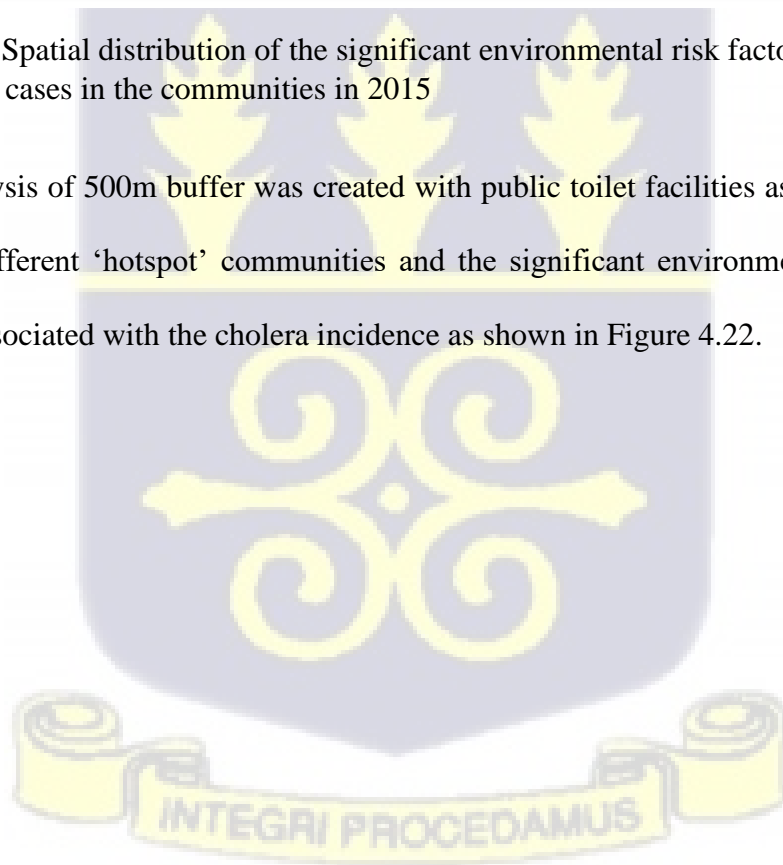 Spatial distribution of the significant environmental risk facto
cases in the communities in 2015
ysis of 500m buffer was created with public toilet facilities as
fferent ‘hotspot’ communities and the significant environme
sociated with the cholera incidence as shown in Figure 4.22.
INTEGRI PROCEDAMUS